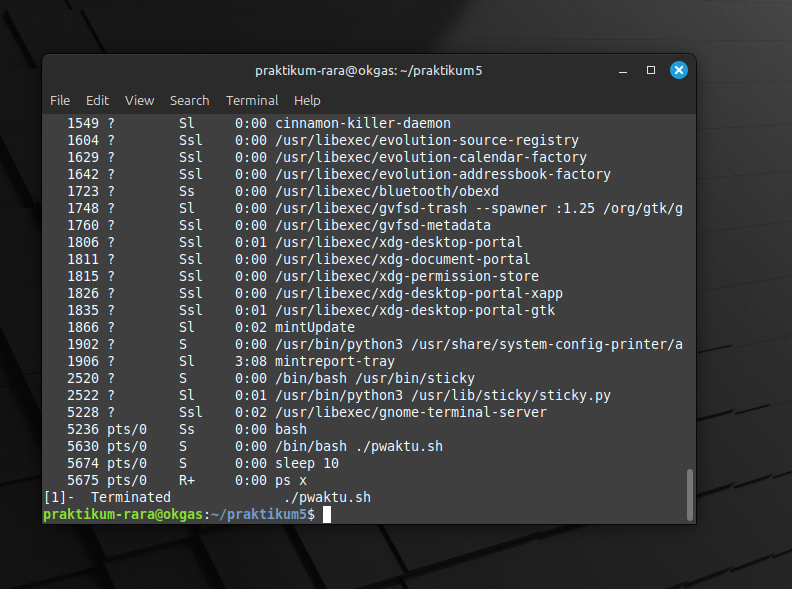 praktikum-rara@okgas: ~/praktikum5
File Edit View Search Terminal Help
1549 ? Sl 0:00 cinnamon-killer-daemon
1604 ? Ssl 0:00 /usr/libexec/evolution-source-registry
1629 ? Ssl 0:00 /usr/libexec/evolution-calendar-factory
1642 ? Ssl 0:00 /usr/libexec/evolution-addressbook-factory
1723 ? Ss 0:00 /usr/libexec/bluetooth/obexd
1748 ? Sl 0:00 /usr/libexec/gvfsd-trash --spawner :1.25 /org/gtk/g
1760 ? Ssl 0:00 /usr/libexec/gvfsd-metadata
1806 ? Ssl 0:01 /usr/libexec/xdg-desktop-portal
1811 ? Ssl 0:00 /usr/libexec/xdg-document-portal
1815 ? Ssl 0:00 /usr/libexec/xdg-permission-store
1826 ? Ssl 0:00 /usr/libexec/xdg-desktop-portal-xapp
1835 ? Ssl 0:01 /usr/libexec/xdg-desktop-portal-gtk
1866 ? Sl 0:02 mintUpdate
1902 ? S 0:00 /usr/bin/python3 /usr/share/system-config-printer/a
1906 ? Sl 3:08 mintreport-tray
2520 ? S 0:00 /bin/bash /usr/bin/sticky
2522 ? Sl 0:01 /usr/bin/python3 /usr/lib/sticky/sticky.py
5228 ? Ssl 0:02 /usr/libexec/gnome-terminal-server
5236 pts/0 Ss 0:00 bash
5630 pts/0 S 0:00 /bin/bash ./pwaktu.sh
5674 pts/0 S 0:00 sleep 10
5675 pts/0 R+ 0:00 ps x
[1]- Terminated ./pwaktu.sh
praktikum-rara@okgas:~/praktikum5$